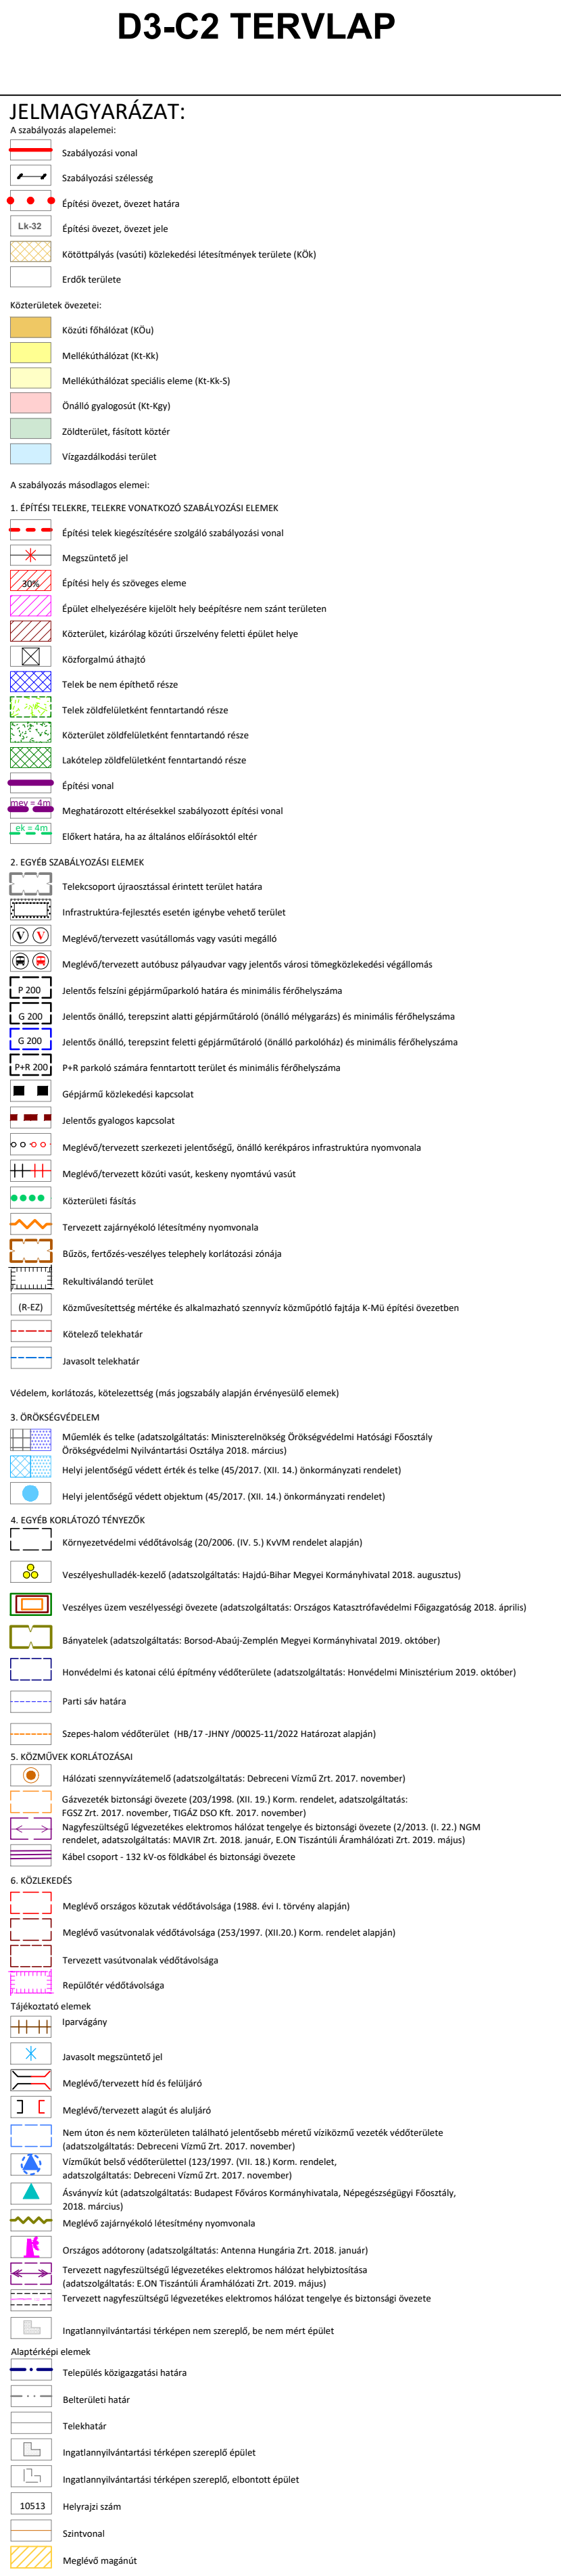 D3-C2 TERVLAP
JELMAGYARÁZAT:
A szabályozás alapelemei:
Szabályozási vonal
Szabályozási szélesség
Építési övezet, övezet határa
Lk-32 Építési övezet, övezet jele
Kötöttpályás (vasúti) közlekedési létesítmények területe (KÖk)
Erdők területe
Közterületek övezetei:
Közúti főhálózat (KÖu)
Mellékúthálózat (Kt-Kk)
Mellékúthálózat speciális eleme (Kt-Kk-S)
Önálló gyalogosút (Kt-Kgy)
Zöldterület, fásított köztér
Vízgazdálkodási terület
A szabályozás másodlagos elemei:
1. ÉPÍTÉSI TELEKRE, TELEKRE VONATKOZÓ SZABÁLYOZÁSI ELEMEK
Építési telek kiegészítésére szolgáló szabályozási vonal
Megszüntető jel
30% Építési hely és szöveges eleme
Épület elhelyezésére kijelölt hely beépítésre nem szánt területen
Közterület, kizárólag közúti űrszelvény feletti épület helye
Közforgalmú áthajtó
Telek be nem építhető része
Telek zöldfelületként fenntartandó része
Közterület zöldfelületként fenntartandó része
Lakótelep zöldfelületként fenntartandó része
Építési vonal
mev = 4m Meghatározott eltérésekkel szabályozott építési vonal
ek = 4m Előkert határa, ha az általános előírásoktól eltér
2. EGYÉB SZABÁLYOZÁSI ELEMEK
Telekcsoport újraosztással érintett terület határa
Infrastruktúra-fejlesztés esetén igénybe vehető terület
V V Meglévő/tervezett vasútállomás vagy vasúti megálló
Meglévő/tervezett autóbusz pályaudvar vagy jelentős városi tömegközlekedési végállomás
P 200 Jelentős felszíni gépjárműparkoló határa és minimális férőhelyszáma
G 200 Jelentős önálló, terepszint alatti gépjárműtároló (önálló mélygarázs) és minimális férőhelyszáma
G 200 Jelentős önálló, terepszint feletti gépjárműtároló (önálló parkolóház) és minimális férőhelyszáma
P+R 200 P+R parkoló számára fenntartott terület és minimális férőhelyszáma
Gépjármű közlekedési kapcsolat
Jelentős gyalogos kapcsolat
Meglévő/tervezett szerkezeti jelentőségű, önálló kerékpáros infrastruktúra nyomvonala
Meglévő/tervezett közúti vasút, keskeny nyomtávú vasút
Közterületi fásítás
Tervezett zajárnyékoló létesítmény nyomvonala
Bűzös, fertőzés-veszélyes telephely korlátozási zónája
Rekultiválandó terület
(R-EZ) Közművesítettség mértéke és alkalmazható szennyvíz közműpótló fajtája K-Mü építési övezetben
Kötelező telekhatár
Javasolt telekhatár
Védelem, korlátozás, kötelezettség (más jogszabály alapján érvényesülő elemek)
3. ÖRÖKSÉGVÉDELEM
Műemlék és telke (adatszolgáltatás: Miniszterelnökség Örökségvédelmi Hatósági Főosztály
Örökségvédelmi Nyilvántartási Osztálya 2018. március)
Helyi jelentőségű védett érték és telke (45/2017. (XII. 14.) önkormányzati rendelet)
Helyi jelentőségű védett objektum (45/2017. (XII. 14.) önkormányzati rendelet)
4. EGYÉB KORLÁTOZÓ TÉNYEZŐK
Környezetvédelmi védőtávolság (20/2006. (IV. 5.) KvVM rendelet alapján)
Veszélyeshulladék-kezelő (adatszolgáltatás: Hajdú-Bihar Megyei Kormányhivatal 2018. augusztus)
Veszélyes üzem veszélyességi övezete (adatszolgáltatás: Országos Katasztrófavédelmi Főigazgatóság 2018. április)
Bányatelek (adatszolgáltatás: Borsod-Abaúj-Zemplén Megyei Kormányhivatal 2019. október)
Honvédelmi és katonai célú építmény védőterülete (adatszolgáltatás: Honvédelmi Minisztérium 2019. október)
Parti sáv határa
Szepes-halom védőterület (HB/17 -JHNY /00025-11/2022 Határozat alapján)
5. KÖZMŰVEK KORLÁTOZÁSAI
Hálózati szennyvízátemelő (adatszolgáltatás: Debreceni Vízmű Zrt. 2017. november)
Gázvezeték biztonsági övezete (203/1998. (XII. 19.) Korm. rendelet, adatszolgáltatás:
FGSZ Zrt. 2017. november, TIGÁZ DSO Kft. 2017. november)
Nagyfeszültségű légvezetékes elektromos hálózat tengelye és biztonsági övezete (2/2013. (I. 22.) NGM
rendelet, adatszolgáltatás: MAVIR Zrt. 2018. január, E.ON Tiszántúli Áramhálózati Zrt. 2019. május)
Kábel csoport - 132 kV-os földkábel és biztonsági övezete
6. KÖZLEKEDÉS
Meglévő országos közutak védőtávolsága (1988. évi I. törvény alapján)
Meglévő vasútvonalak védőtávolsága (253/1997. (XII.20.) Korm. rendelet alapján)
Tervezett vasútvonalak védőtávolsága
Repülőtér védőtávolsága
Tájékoztató elemek
Iparvágány
Javasolt megszüntető jel
Meglévő/tervezett híd és felüljáró
Meglévő/tervezett alagút és aluljáró
Nem úton és nem közterületen található jelentősebb méretű víziközmű vezeték védőterülete
(adatszolgáltatás: Debreceni Vízmű Zrt. 2017. november)
Vízműkút belső védőterülettel (123/1997. (VII. 18.) Korm. rendelet,
adatszolgáltatás: Debreceni Vízmű Zrt. 2017. november)
Ásványvíz kút (adatszolgáltatás: Budapest Főváros Kormányhivatala, Népegészségügyi Főosztály,
2018. március)
Meglévő zajárnyékoló létesítmény nyomvonala
Országos adótorony (adatszolgáltatás: Antenna Hungária Zrt. 2018. január)
Tervezett nagyfeszültségű légvezetékes elektromos hálózat helybiztosítása
(adatszolgáltatás: E.ON Tiszántúli Áramhálózati Zrt. 2019. május)
Tervezett nagyfeszültségű légvezetékes elektromos hálózat tengelye és biztonsági övezete
Ingatlannyilvántartási térképen nem szereplő, be nem mért épület
Alaptérképi elemek
Település közigazgatási határa
Belterületi határ
Telekhatár
Ingatlannyilvántartási térképen szereplő épület
Ingatlannyilvántartási térképen szereplő, elbontott épület
10513 Helyrajzi szám
Szintvonal
Meglévő magánút